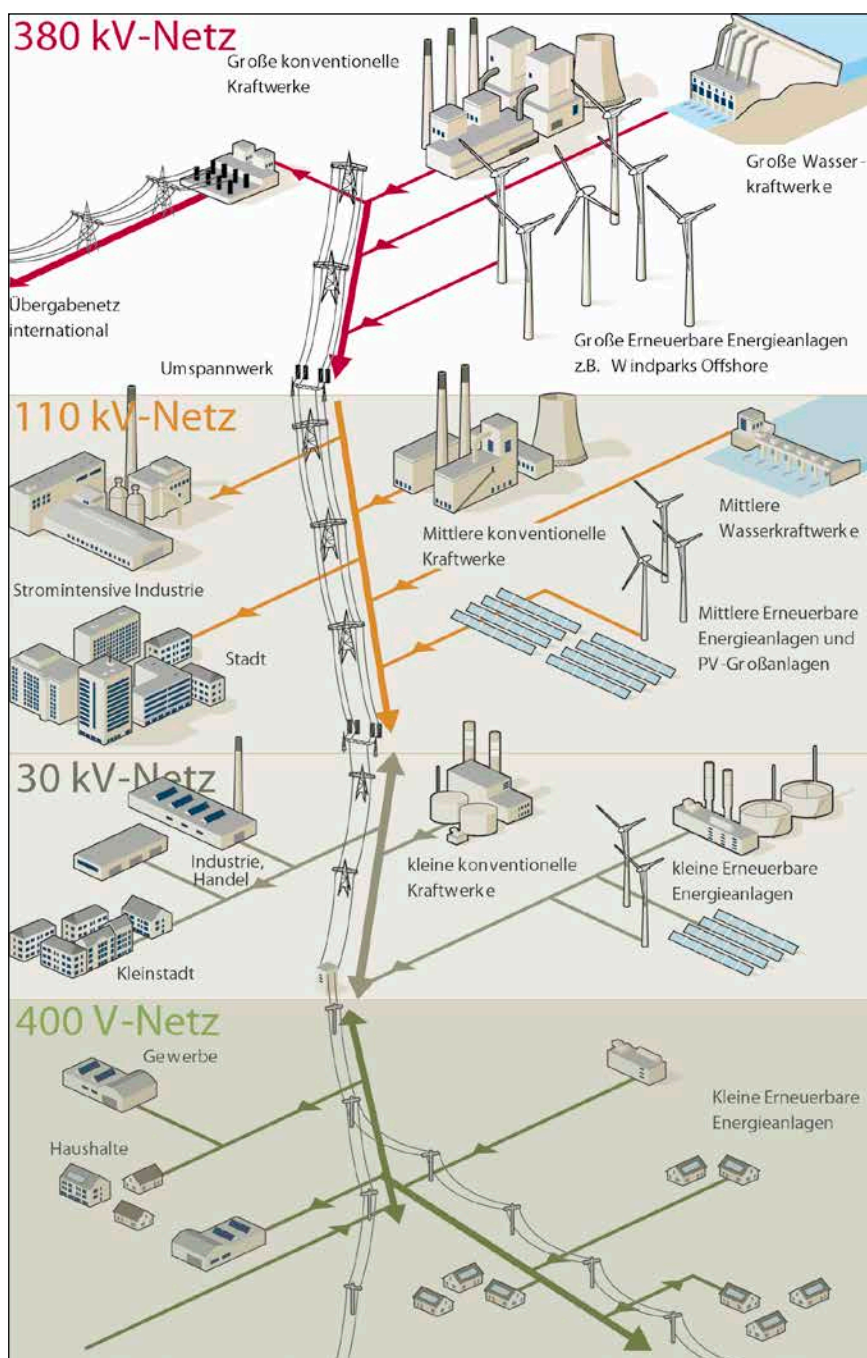 380 kV-Netz
Große konventionelle
Kraftwerke
Große Wasser-
kraftwerke
Übergabenetz
international
Große Erneuerbare Energieanlagen
z.B. Windparks Offshore
Umspannwerk
110 kV-Netz
Mittlere konventionelle
Kraftwerke
Mittlere
Wasserkraftwerke
Stromintensive Industrie
Mittlere Erneuerbare
Energieanlagen und
PV-Großanlagen
Stadt
30 kV-Netz
Industrie,
Handel
kleine konventionelle
Kraftwerke
kleine Erneuerbare
Energieanlagen
Kleinstadt
400 V-Netz
Gewerbe
Kleine Erneuerbare
Energieanlagen
Haushalte